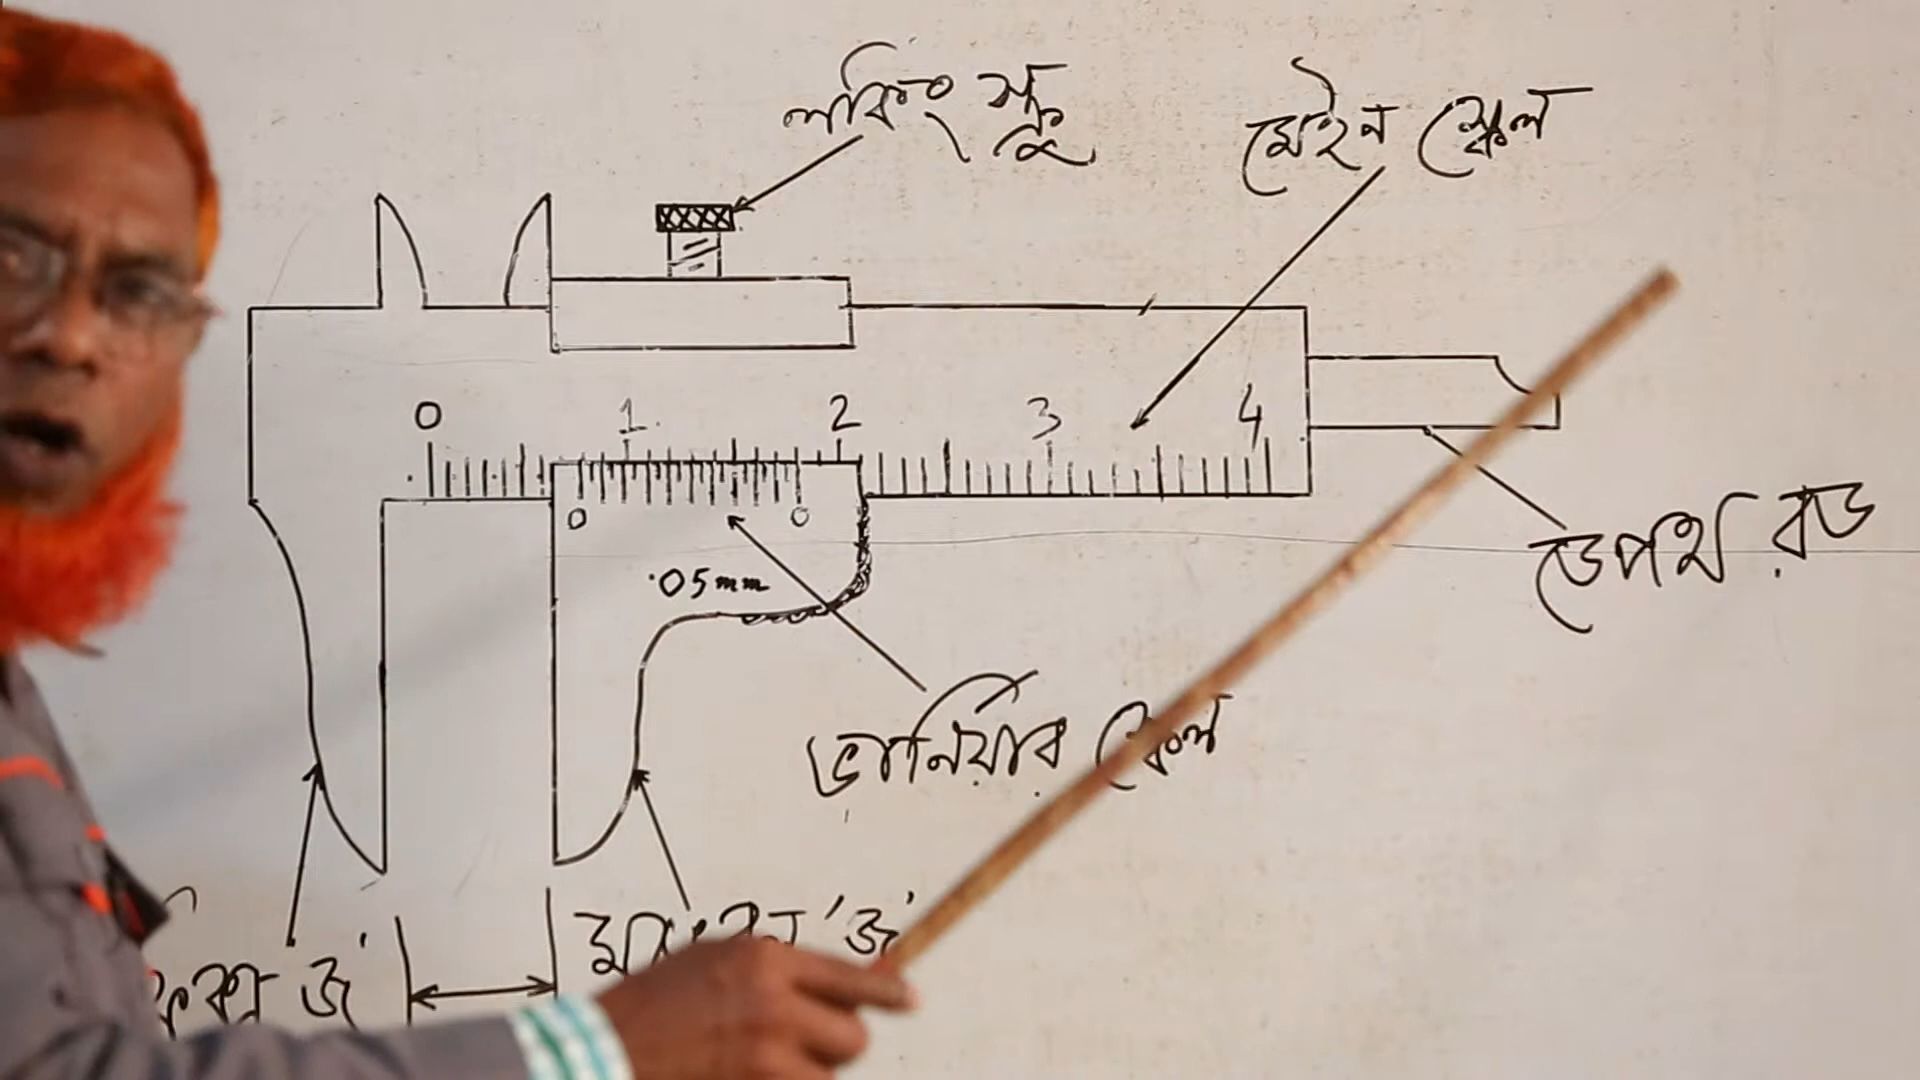 লকিং স্ক্রু
মেইন স্কেল
0 1 2 3 4
0 0
.05mm
ডেপথ রড
ভার্নিয়ার স্কেল
'জ'
জ'